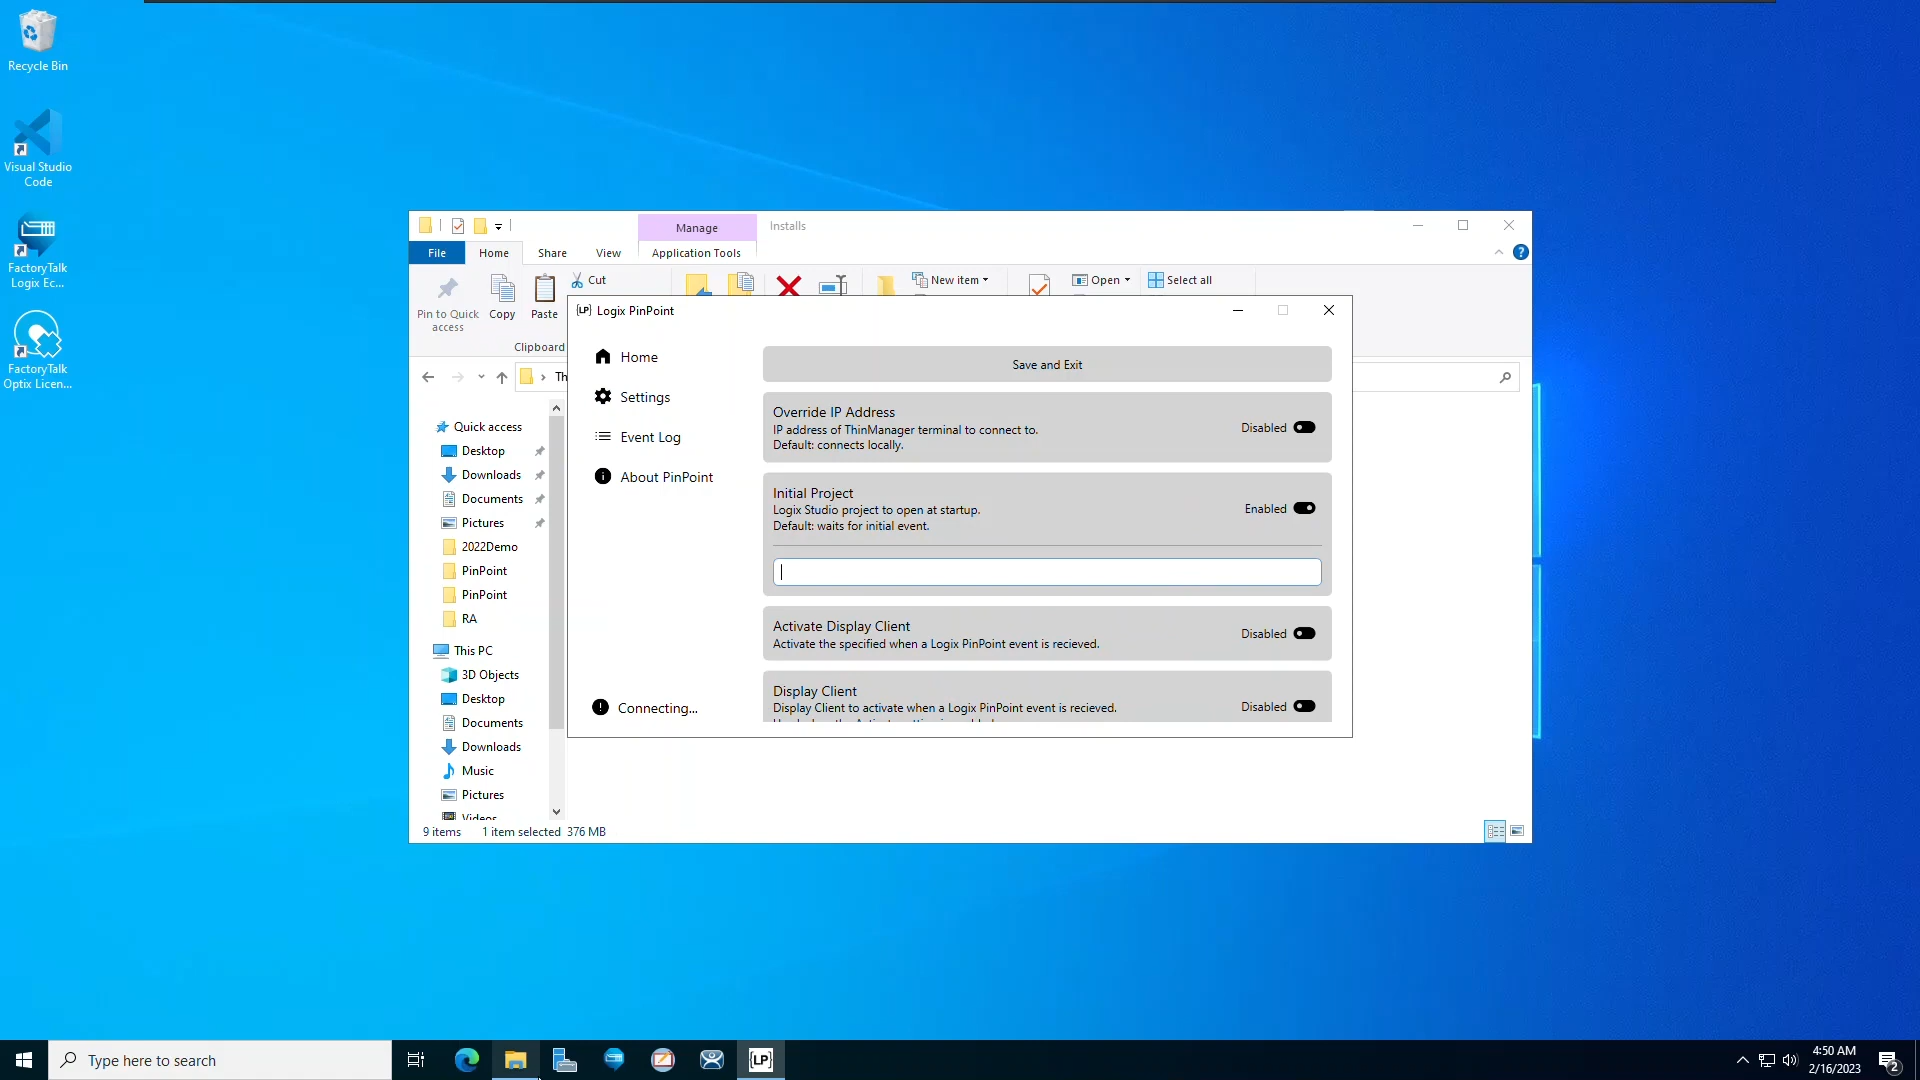 Recycle Bin
Visual Studio
Code
FactoryTalk
Logix Ec...
FactoryTalk
Optix Licen...
Manage
Installs
File
Home
Share
View
Application Tools
Pin to Quick
access
Copy
Paste
Cut
New item
Open
Select all
Clipboard
Th
Quick access
Desktop
Downloads
Documents
Pictures
2022Demo
PinPoint
PinPoint
RA
This PC
3D Objects
Desktop
Documents
Downloads
Music
Pictures
Videos
9 items
1 item selected 376 MB
{LP} Logix PinPoint
Home
Settings
Event Log
About PinPoint
Connecting...
Save and Exit
Override IP Address
IP address of ThinManager terminal to connect to.
Default: connects locally.
Disabled
Initial Project
Logix Studio project to open at startup.
Default: waits for initial event.
Enabled
Activate Display Client
Activate the specified when a Logix PinPoint event is recieved.
Disabled
Display Client
Display Client to activate when a Logix PinPoint event is recieved.
Disabled
Type here to search
{LP}
4:50 AM
2/16/2023
2